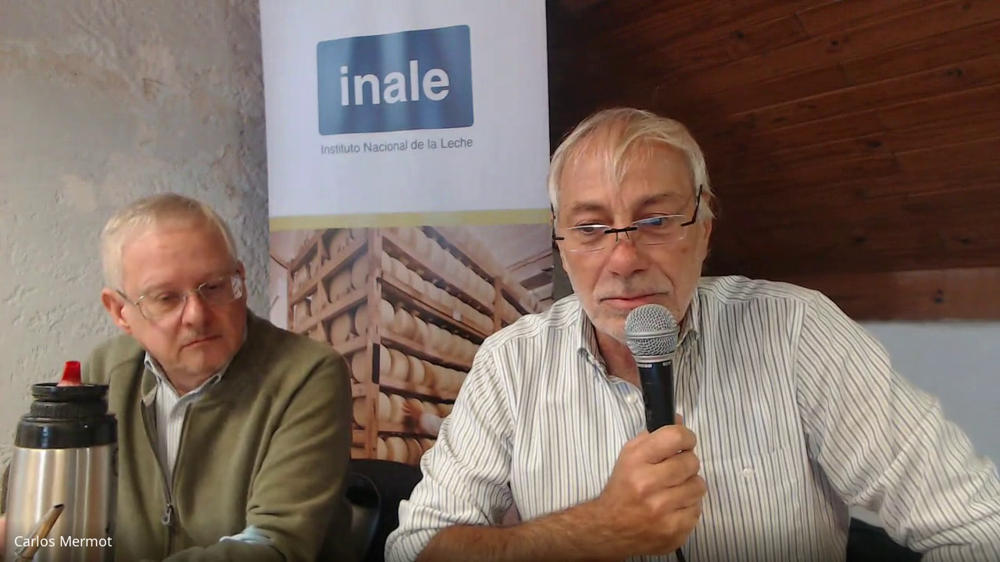 inale
Instituto Nacional de la Leche
Carlos Mermot